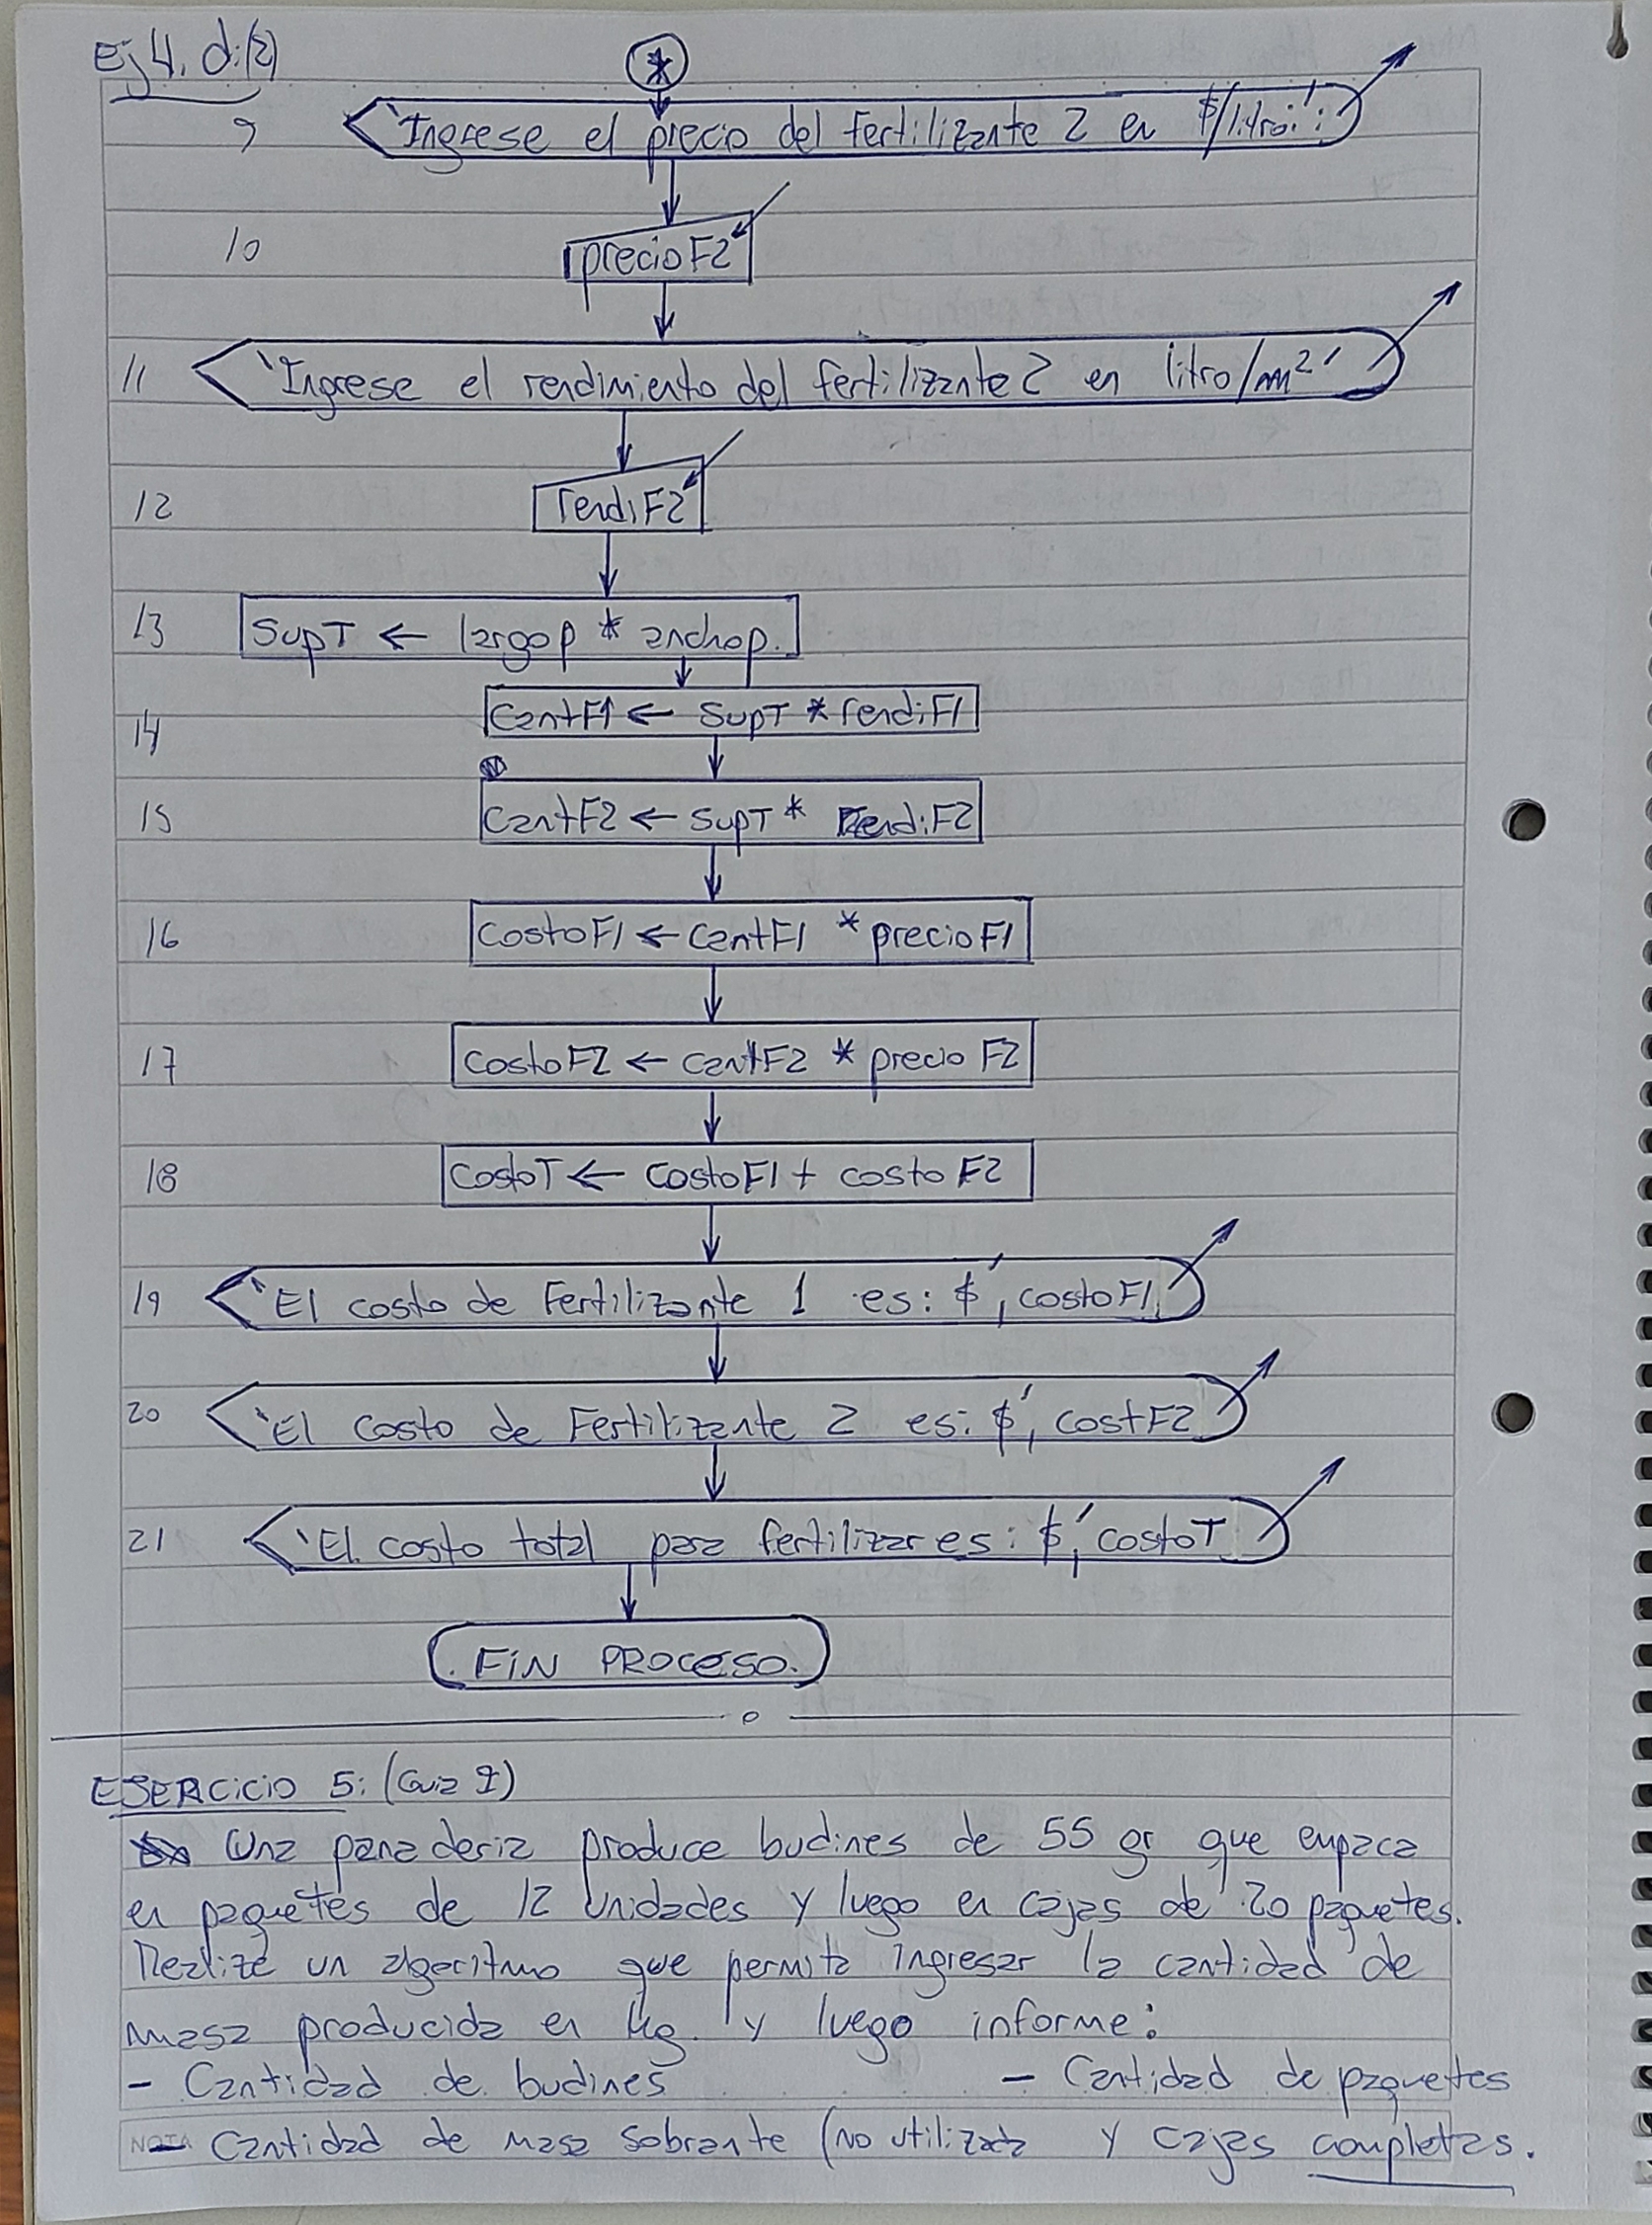 Ej 4. d:(2)
*
9 'Ingrese el precio del fertilizante 2 en $/litro:':
10 precioF2
11 'Ingrese el rendimiento del fertilizante 2 en litro/m²'
12 rendiF2
13 SupT ← largop * anchop.
14 CantF1 ← SupT * rendiF1
15 CantF2 ← SupT * rendiF2
16 CostoF1 ← CantF1 * precioF1
17 CostoF2 ← cantF2 * precio F2
18 CostoT ← CostoF1 + costo F2
19 'El costo de Fertilizante 1 es: $', costoF1
20 'El Costo de Fertilizante 2 es: $', CostF2
21 'El costo total para fertilizar es: $', costoT
FIN PROCESO.
EJERCICIO 5: (Guia I)
Una panaderia produce budines de 55 gr que empaca
en paquetes de 12 unidades y luego en cajas de 20 paquetes.
Realize un algoritmo que permita ingresar la cantidad de
masa producida en Kg. y luego informe:
- Cantidad de budines - Cantidad de paquetes
NOTA - Cantidad de masa Sobrante (no utilizada y cajas completas.